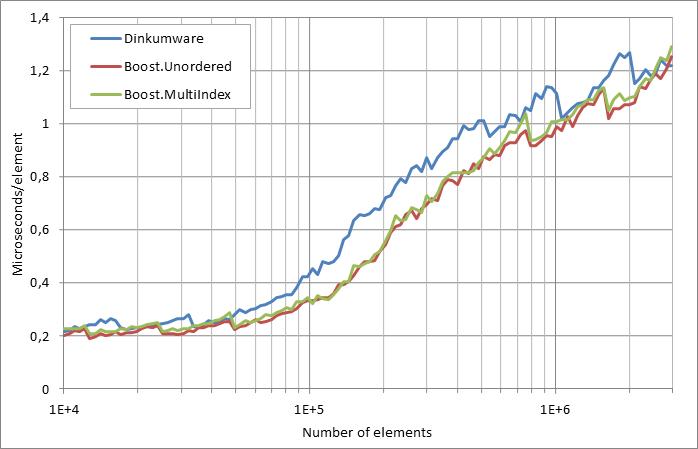 1,4
Dinkumware
Boost.Unordered
Boost.MultiIndex
1,2
1
0,8
0,6
0,4
0,2
0
Microseconds/element
1E+4
1E+5
1E+6
Number of elements